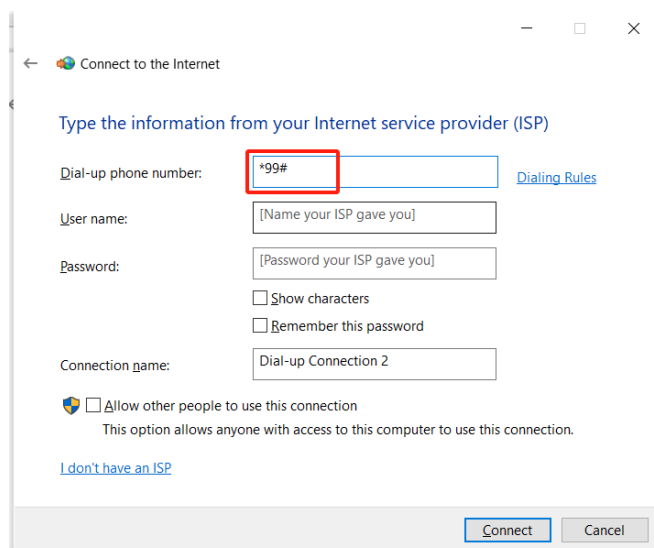 Connect to the Internet
Type the information from your Internet service provider (ISP)
Dial-up phone number:
*99#
Dialing Rules
User name:
[Name your ISP gave you]
Password:
[Password your ISP gave you]
Show characters
Remember this password
Connection name:
Dial-up Connection 2
Allow other people to use this connection
This option allows anyone with access to this computer to use this connection.
I don't have an ISP
Connect
Cancel